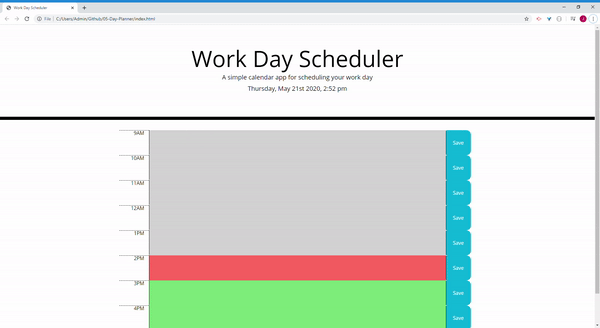 Work Day Scheduler
File | C:/Users/Admin/Github/05-Day-Planner/index.html
Work Day Scheduler
A simple calendar app for scheduling your work day
Thursday, May 21st 2020, 2:52 pm
9AM Save
10AM Save
11AM Save
12AM Save
1PM Save
2PM Save
3PM Save
4PM Save